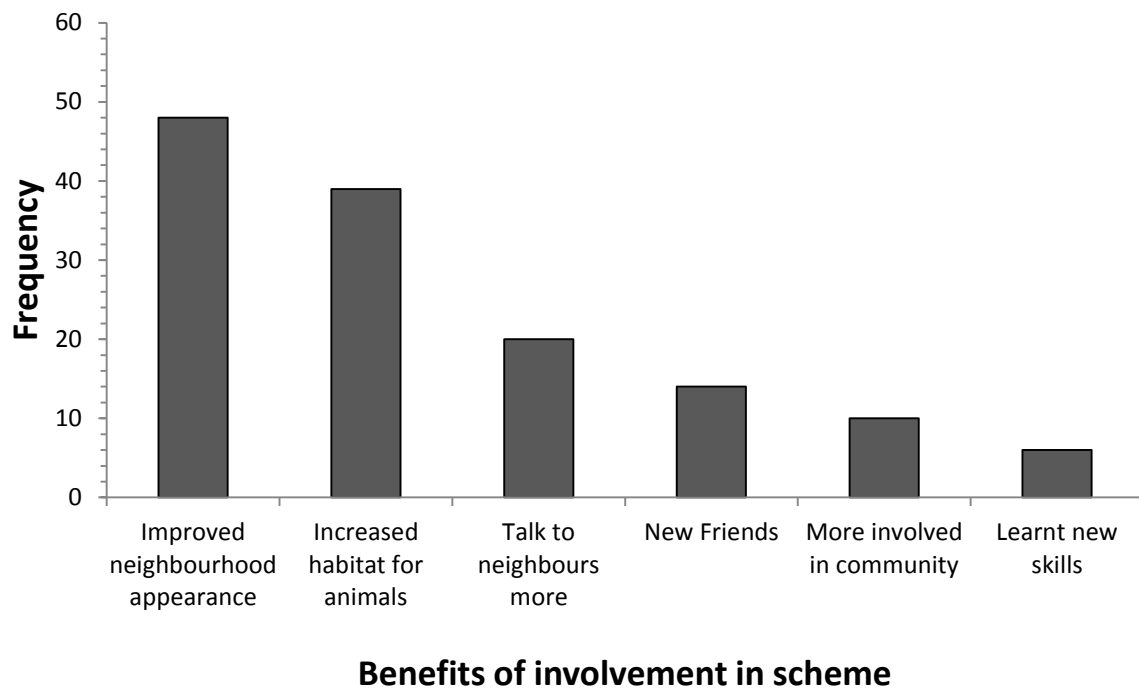 60
50
40
30
20
10
0
Frequency
Improved
neighbourhood
appearance
Increased
habitat for
animals
Talk to
neighbours
more
New Friends
More involved
in community
Learnt new
skills
Benefits of involvement in scheme